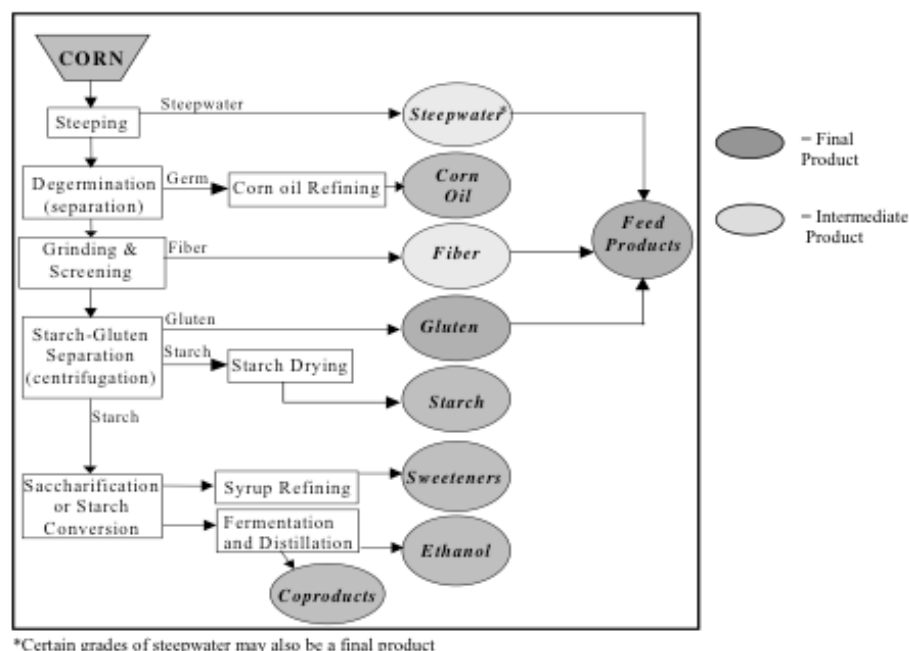 CORN
Steepwater
Steeping
Steepwater*
= Final
Product
Degermination
(separation)
Germ
Corn oil Refining
Corn
Oil
= Intermediate
Product
Feed
Products
Grinding &
Screening
Fiber
Fiber
Gluten
Gluten
Starch-Gluten
Separation
(centrifugation)
Starch
Starch Drying
Starch
Starch
Saccharification
or Starch
Conversion
Syrup Refining
Sweeteners
Fermentation
and Distillation
Ethanol
Coproducts
*Certain grades of steepwater may also be a final product